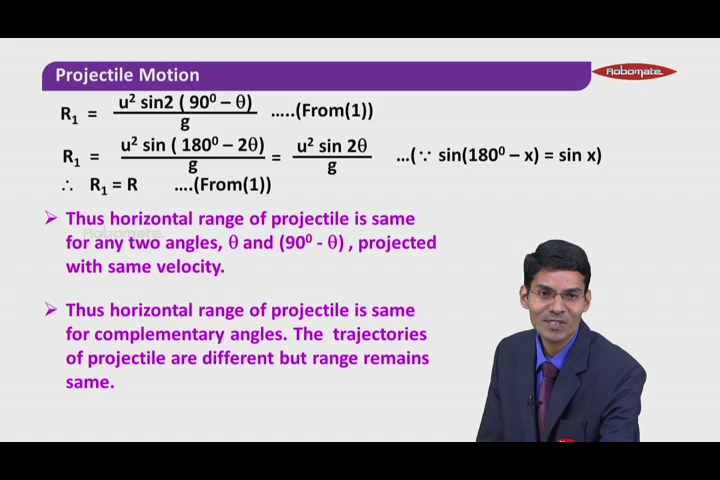 Projectile Motion
Robomate
R₁ = u² sin2 ( 90⁰ – θ) / g …..(From(1))
R₁ = u² sin ( 180⁰ – 2θ) / g = u² sin 2θ / g …(∵ sin(180⁰ – x) = sin x)
∴ R₁ = R ….(From(1))
➢ Thus horizontal range of projectile is same
Robomate
for any two angles, θ and (90⁰ - θ) , projected
with same velocity.
➢ Thus horizontal range of projectile is same
for complementary angles. The trajectories
of projectile are different but range remains
same.